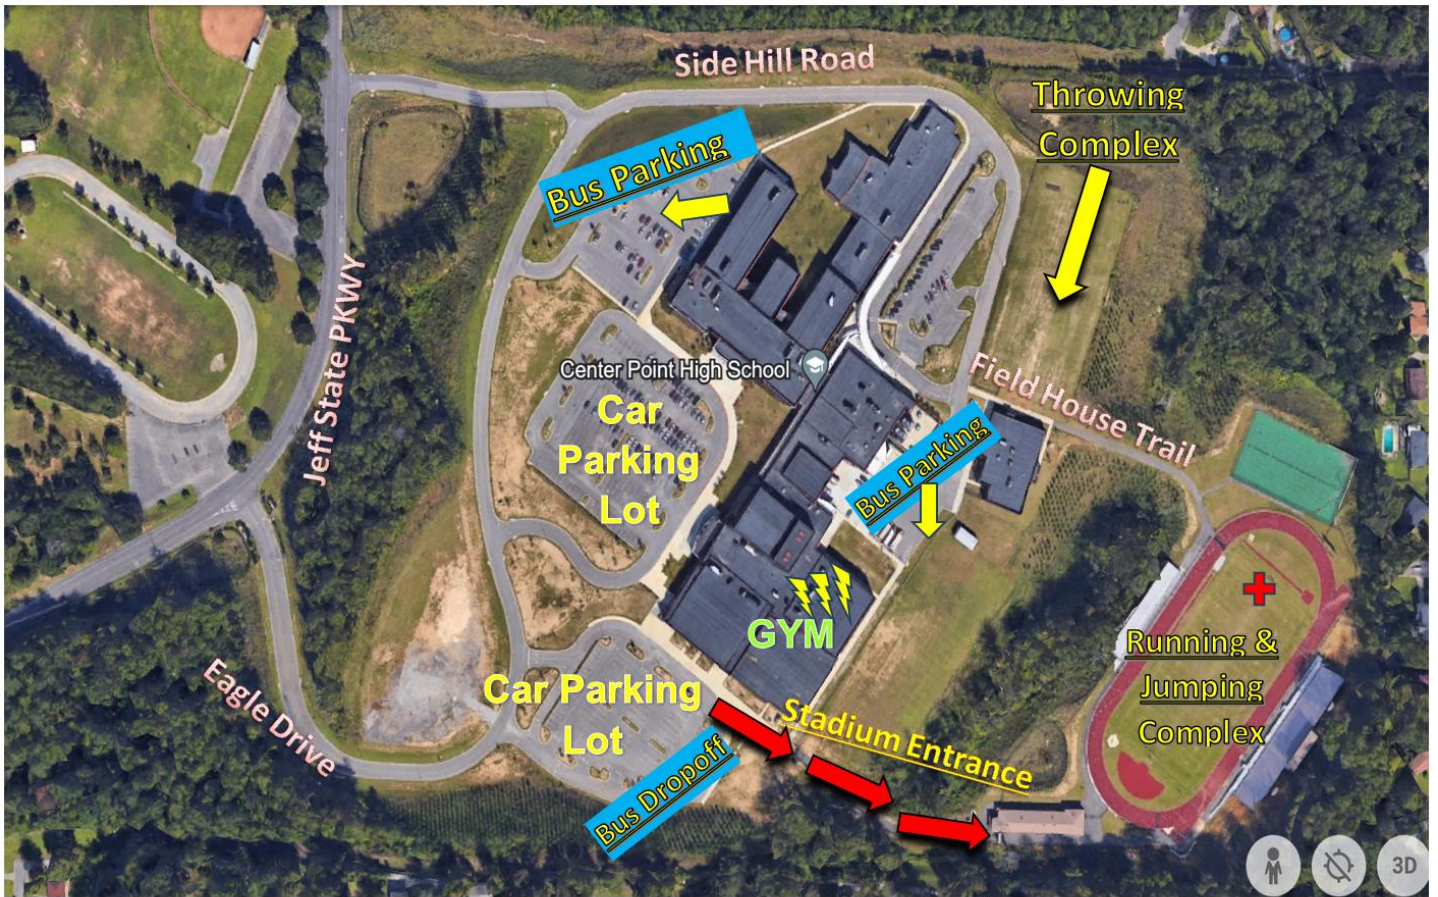 Side Hill Road
Throwing
Complex
Bus Parking
Jeff State PKWY
Center Point High School
Field House Trail
Car
Parking
Lot
Bus Parking
GYM
Running &
Jumping
Complex
Eagle Drive
Car Parking
Lot
Stadium Entrance
Bus Dropoff
3D